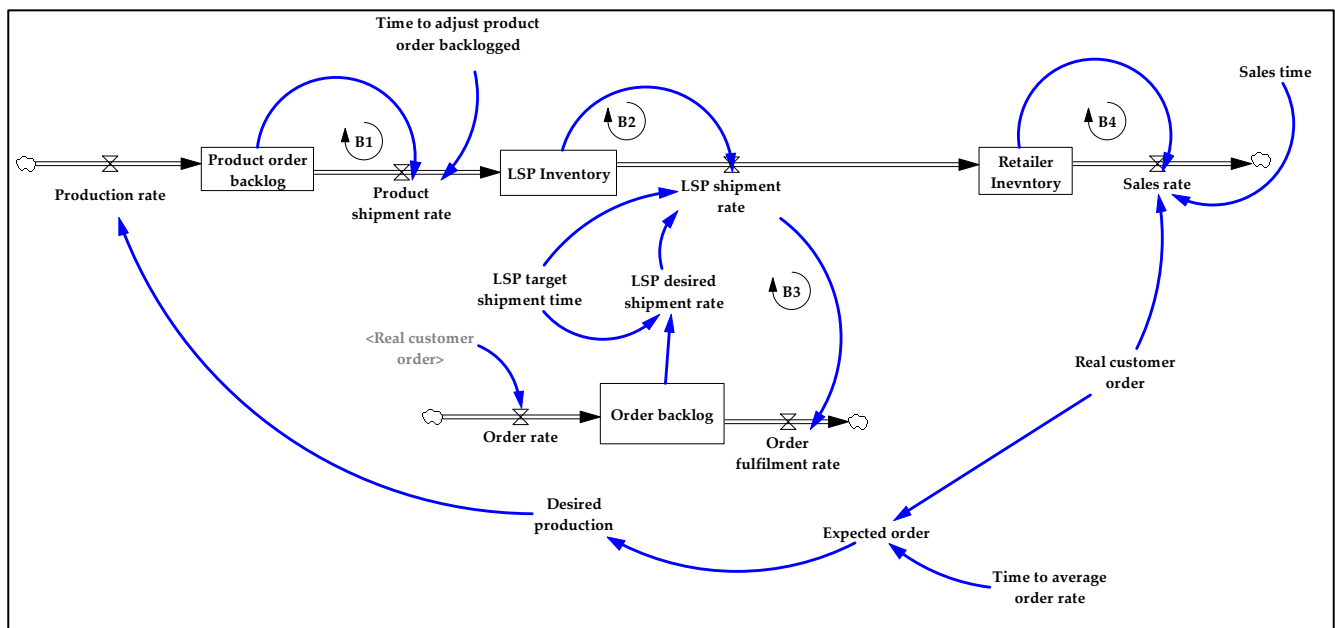 Time to adjust product
order backlogged
Sales time
B1
B2
B4
Product order
backlog
LSP Inventory
Retailer
Inevntory
Production rate
Product
shipment rate
LSP shipment
rate
Sales rate
LSP target
shipment time
LSP desired
shipment rate
B3
<Real customer
order>
Real customer
order
Order backlog
Order rate
Order
fulfilment rate
Desired
production
Expected order
Time to average
order rate